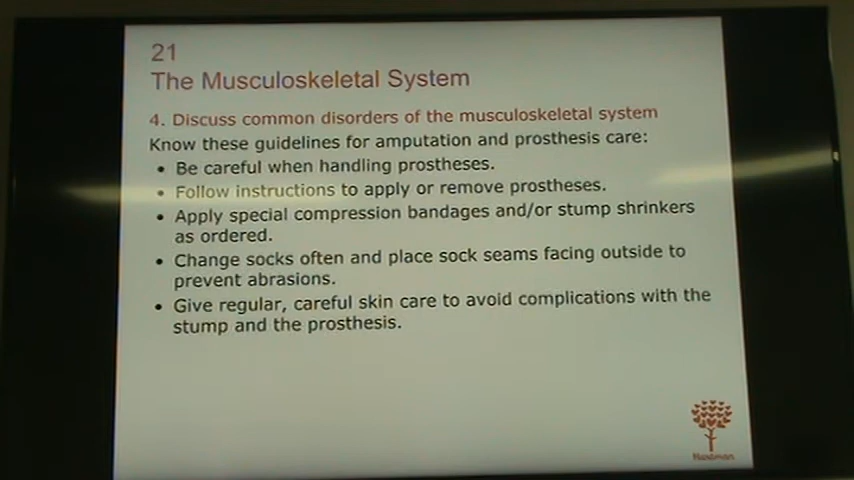 21
The Musculoskeletal System
4. Discuss common disorders of the musculoskeletal system
Know these guidelines for amputation and prosthesis care:
• Be careful when handling prostheses.
• Follow instructions to apply or remove prostheses.
• Apply special compression bandages and/or stump shrinkers
as ordered.
• Change socks often and place sock seams facing outside to
prevent abrasions.
• Give regular, careful skin care to avoid complications with the
stump and the prosthesis.
Hartman